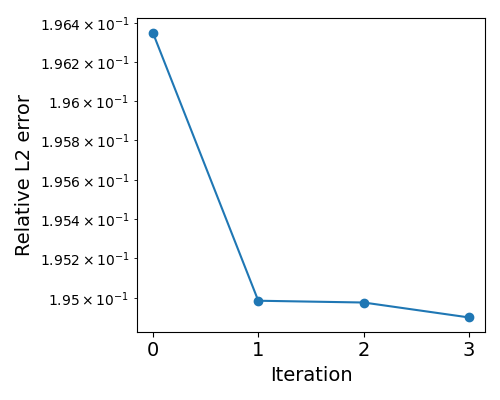 1.964 × 10⁻¹
1.962 × 10⁻¹
1.96 × 10⁻¹
1.958 × 10⁻¹
1.956 × 10⁻¹
1.954 × 10⁻¹
1.952 × 10⁻¹
1.95 × 10⁻¹
Relative L2 error
0 1 2 3
Iteration